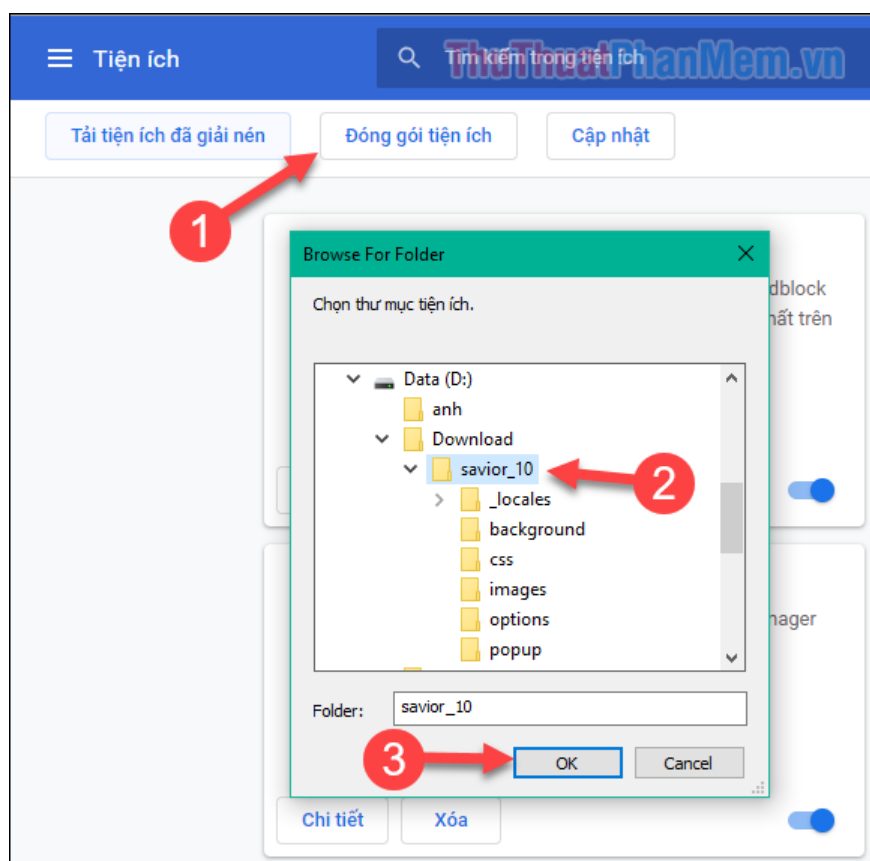 Tiện ích
Tìm kiếm trong tiện ích
ThuThuatPhanMem.vn
Tải tiện ích đã giải nén
Đóng gói tiện ích
Cập nhật
1
Browse For Folder
dblock
Chọn thư mục tiện ích.
hất trên
Data (D:)
anh
Download
savior_10
2
_locales
background
css
images
options
nager
popup
Folder:
savior_10
3
OK
Cancel
Chi tiết
Xóa